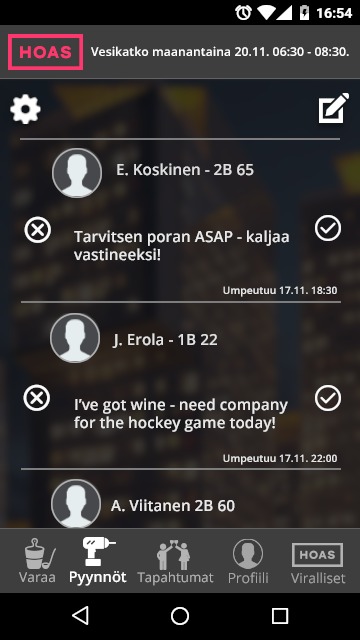 16:54
HOAS Vesikatko maanantaina 20.11. 06:30 - 08:30.
E. Koskinen - 2B 65
Tarvitsen poran ASAP - kaljaa
vastineeksi!
Umpeutuu 17.11. 18:30
J. Erola - 1B 22
I've got wine - need company
for the hockey game today!
Umpeutuu 17.11. 22:00
A. Viitanen 2B 60
Varaa Pyynnöt Tapahtumat Profiili HOAS Viralliset